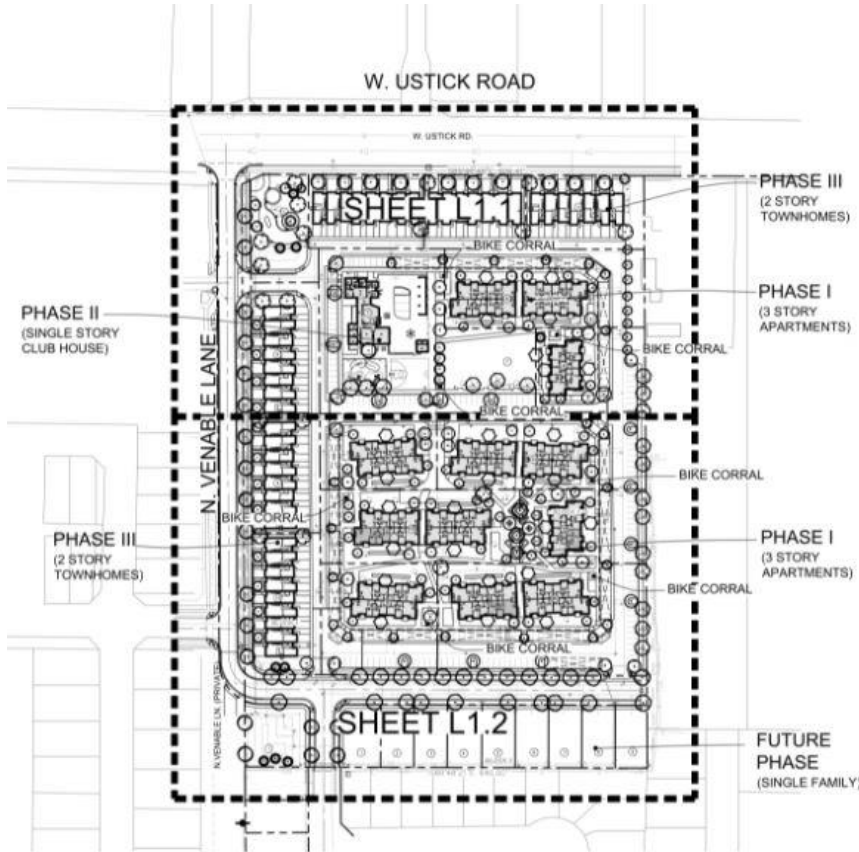 W. USTICK ROAD
W. USTICK RD.
PHASE III
(2 STORY
TOWNHOMES)
SHEET L1.1
BIKE CORRAL
PHASE I
(3 STORY
APARTMENTS)
PHASE II
(SINGLE STORY
CLUB HOUSE)
BIKE CORRAL
N. VENABLE LANE
BIKE CORRAL
BIKE CORRAL
BIKE CORRAL
PHASE III
(2 STORY
TOWNHOMES)
PHASE I
(3 STORY
APARTMENTS)
BIKE CORRAL
BIKE CORRAL
N. VENABLE LN. (PRIVATE)
SHEET L1.2
FUTURE
PHASE
(SINGLE FAMILY)